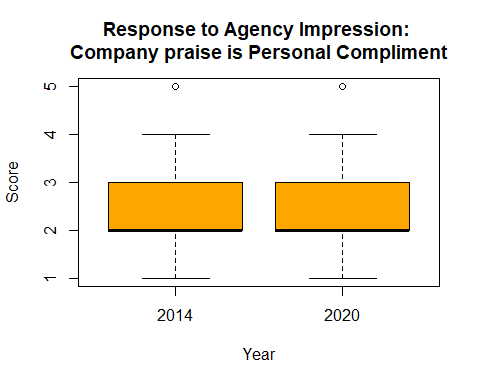 Response to Agency Impression:
Company praise is Personal Compliment
Score
5
4
3
2
1
2014 2020
Year